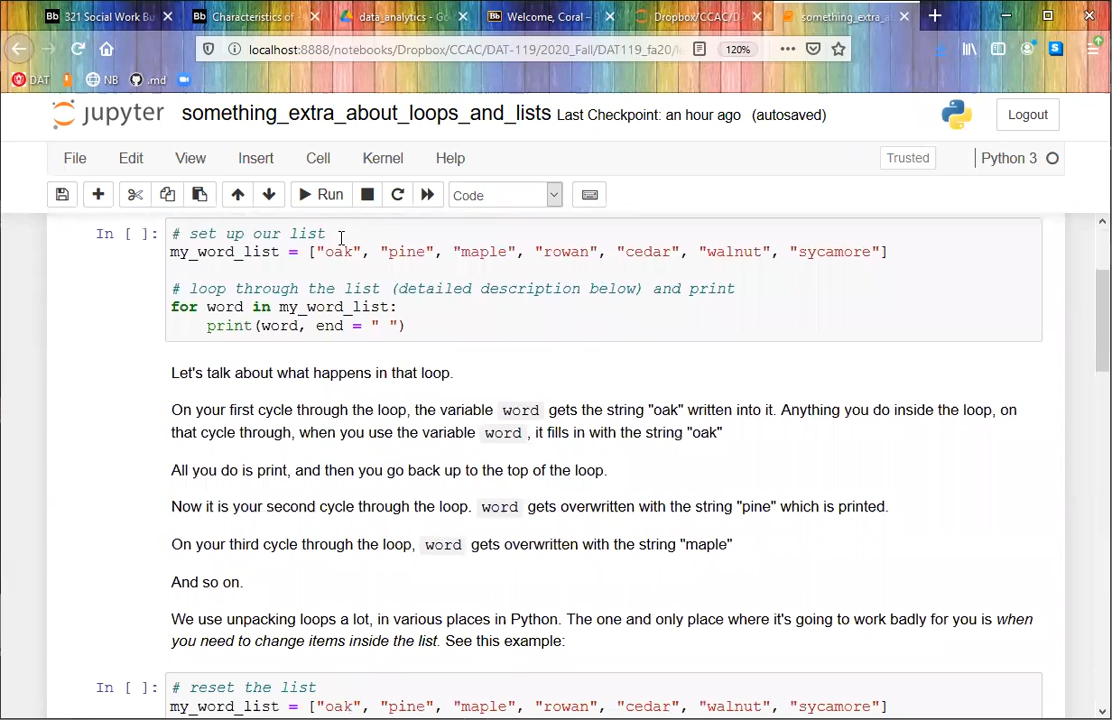 321 Social Work Bu
Characteristics of
data_analytics - Go
Welcome, Coral –
Dropbox/CCAC/DA
something_extra_a
localhost:8888/notebooks/Dropbox/CCAC/DAT-119/2020_Fall/DAT119_fa20/
120%
DAT
NB
.md
jupyter
something_extra_about_loops_and_lists
Last Checkpoint: an hour ago (autosaved)
Logout
File Edit View Insert Cell Kernel Help
Trusted
Python 3
Run
Code
In [ ]:
# set up our list
my_word_list = ["oak", "pine", "maple", "rowan", "cedar", "walnut", "sycamore"]
# loop through the list (detailed description below) and print
for word in my_word_list:
print(word, end = " ")
Let's talk about what happens in that loop.
On your first cycle through the loop, the variable word gets the string "oak" written into it. Anything you do inside the loop, on
that cycle through, when you use the variable word, it fills in with the string "oak"
All you do is print, and then you go back up to the top of the loop.
Now it is your second cycle through the loop. word gets overwritten with the string "pine" which is printed.
On your third cycle through the loop, word gets overwritten with the string "maple"
And so on.
We use unpacking loops a lot, in various places in Python. The one and only place where it's going to work badly for you is when
you need to change items inside the list. See this example:
In [ ]:
# reset the list
my_word_list = ["oak", "pine", "maple", "rowan", "cedar", "walnut", "sycamore"]